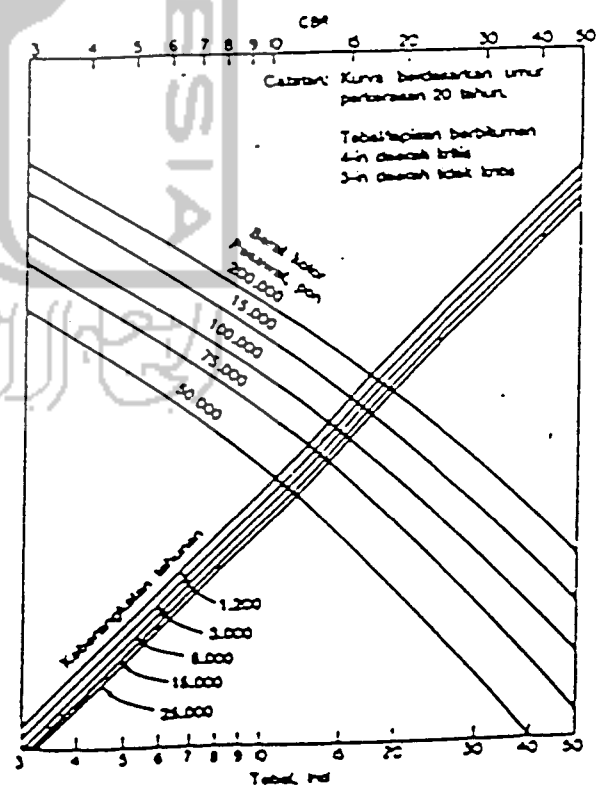 CBR
3 4 5 6 7 8 9 10 15 20 30 40 50
Catatan: Kurva berdasarkan umur
perkerasan 20 tahun.
Tebal lapisan berbitumen
4-in daerah kritis
3-in daerah tidak kritis
Berat kotor
pesawat, pon
200.000
15.000
100.000
75.000
50.000
Keberangkatan tahunan
1.200
3.000
6.000
15.000
25.000
3 4 5 6 7 8 9 10 15 20 30 40 50
Tebal, inci
ESIA